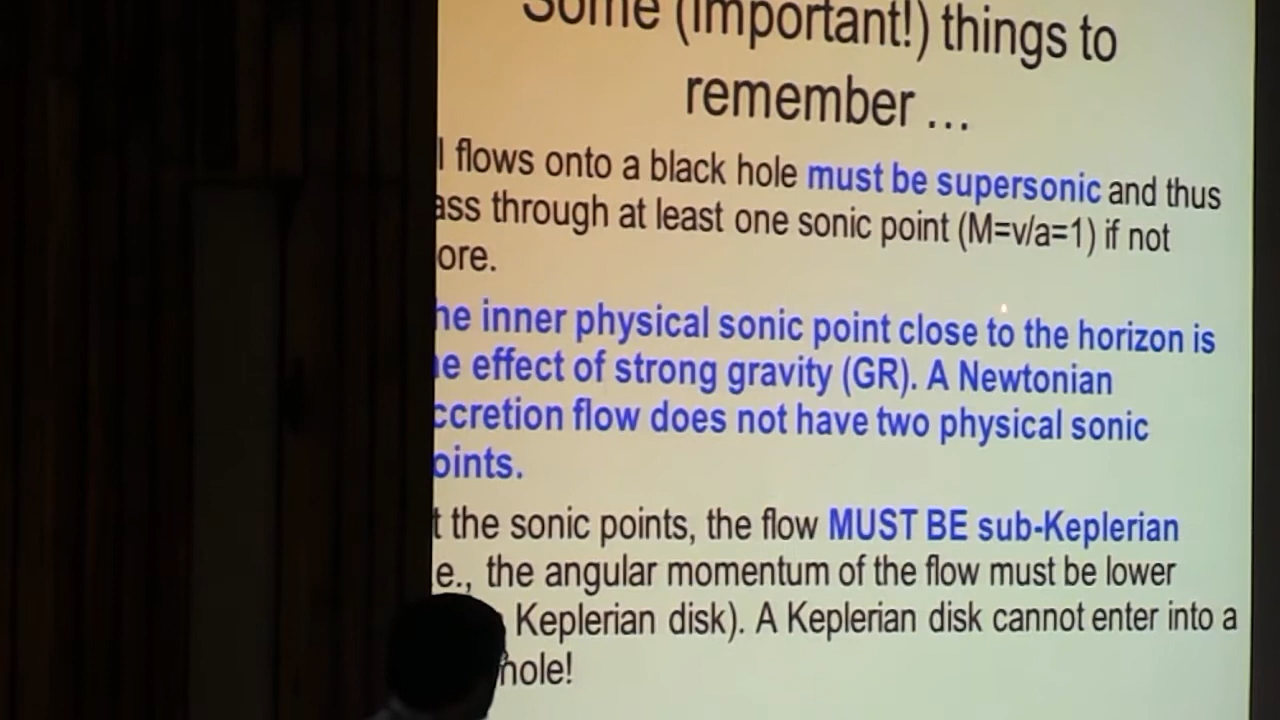 Some (important!) things to
remember ...
l flows onto a black hole must be supersonic and thus
ass through at least one sonic point (M=v/a=1) if not
ore.
he inner physical sonic point close to the horizon is
e effect of strong gravity (GR). A Newtonian
ccretion flow does not have two physical sonic
oints.
t the sonic points, the flow MUST BE sub-Keplerian
e., the angular momentum of the flow must be lower
Keplerian disk). A Keplerian disk cannot enter into a
hole!